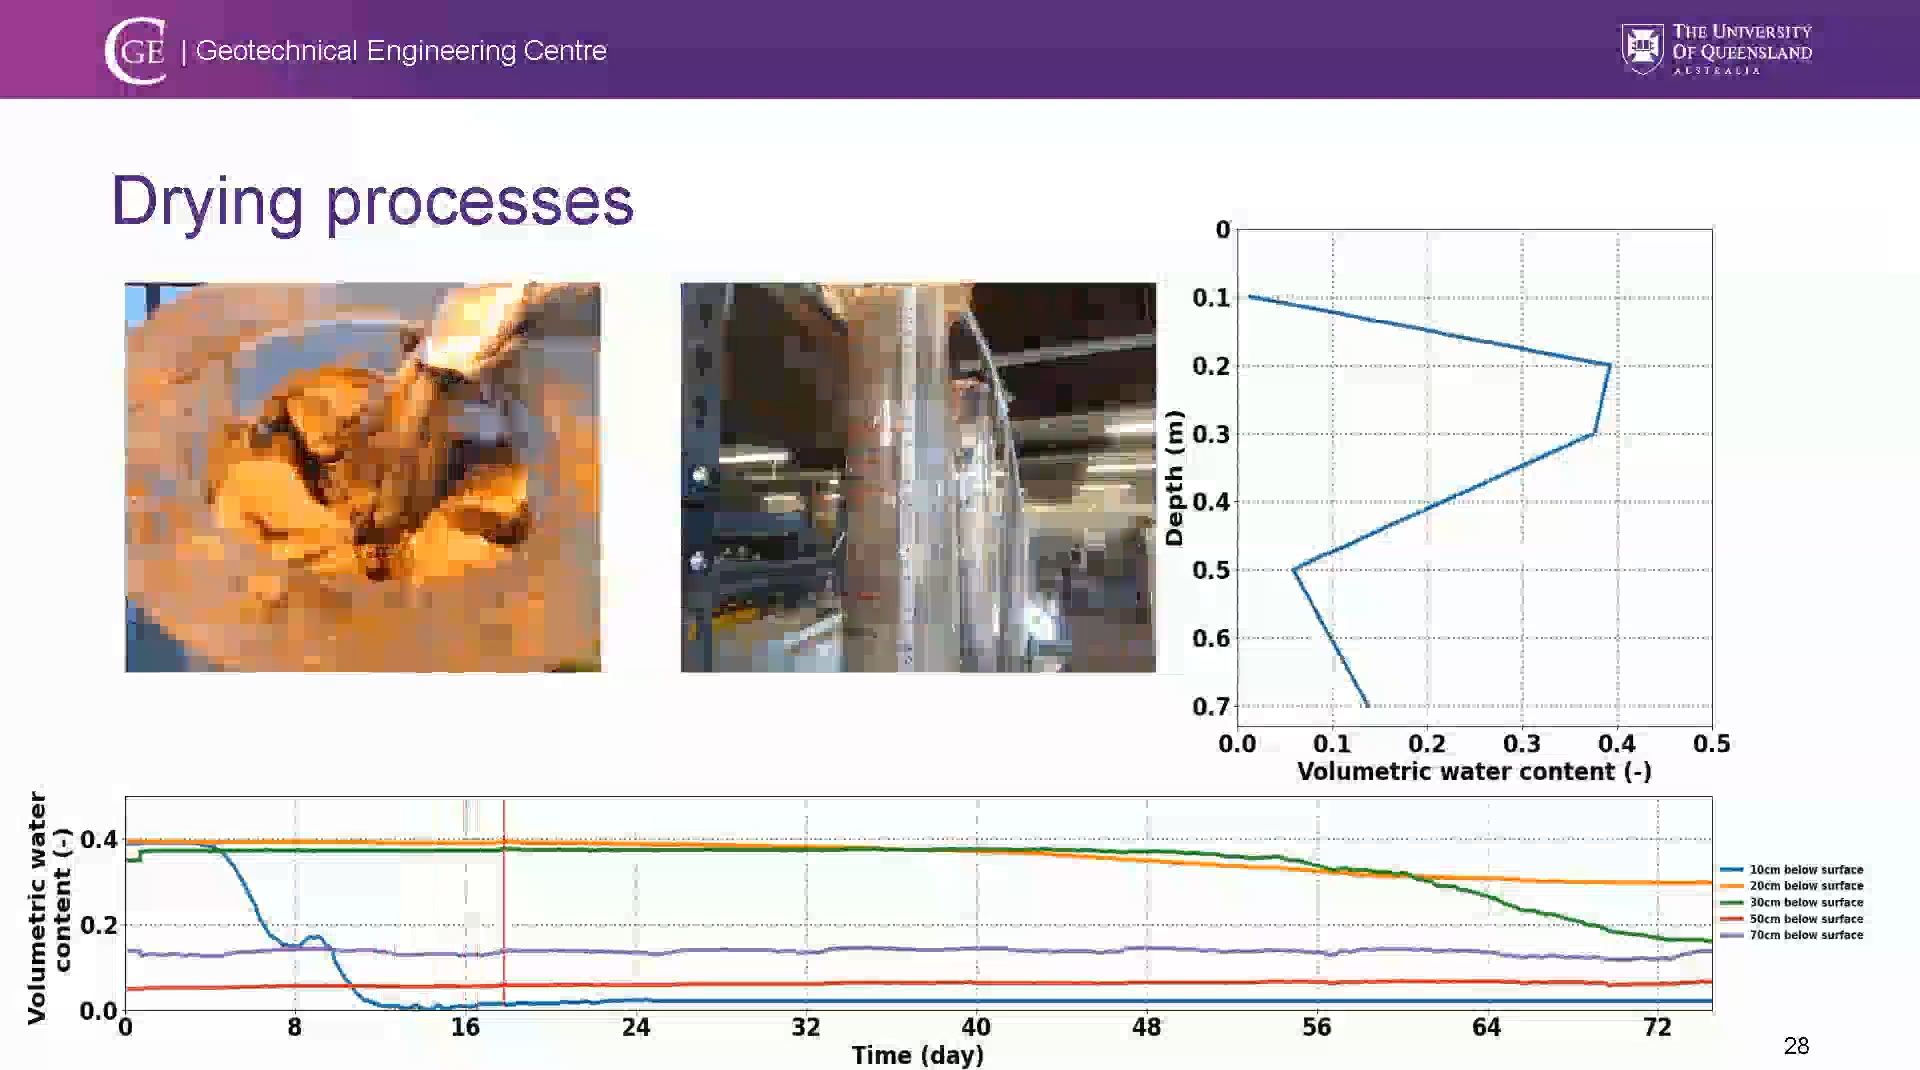 CGE | Geotechnical Engineering Centre
THE UNIVERSITY
OF QUEENSLAND
AUSTRALIA
Drying processes
0
0.1
0.2
0.3
0.4
0.5
0.6
0.7
Depth (m)
0.0 0.1 0.2 0.3 0.4 0.5
Volumetric water content (-)
Volumetric water
content (-)
0.4
0.2
0.0
0 8 16 24 32 40 48 56 64 72
Time (day)
10cm below surface
20cm below surface
30cm below surface
50cm below surface
70cm below surface
28